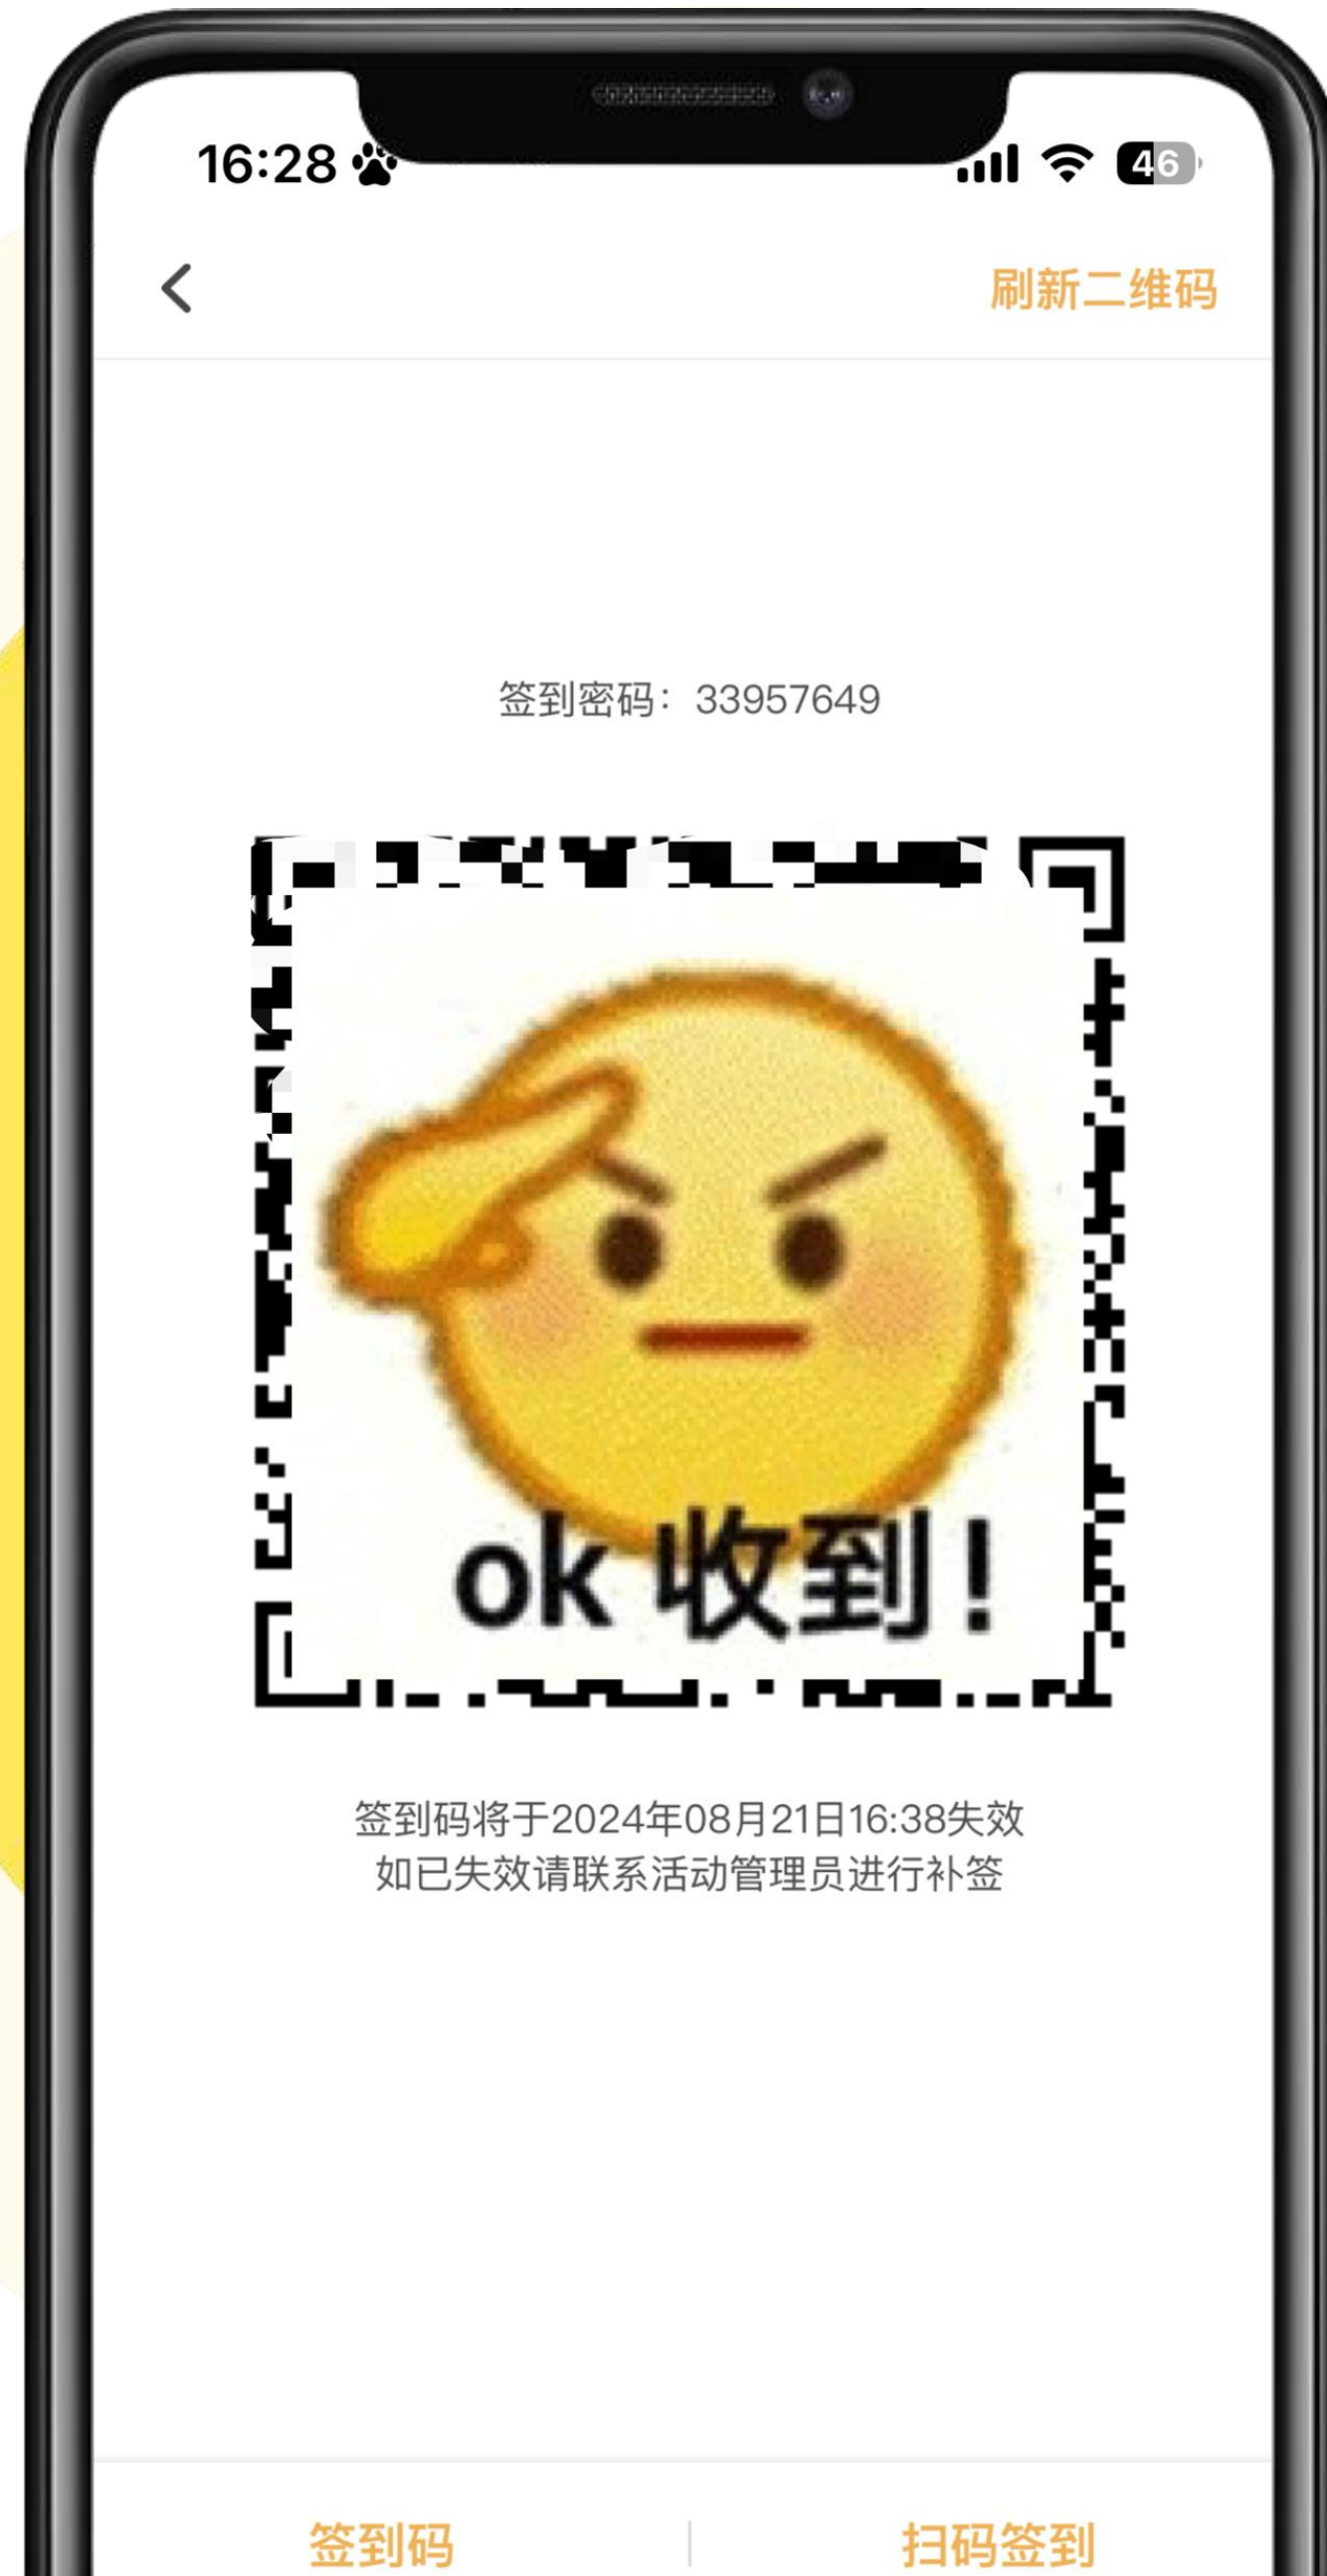 16:28
46
刷新二维码
签到密码：33957649
ok 收到！
签到码将于2024年08月21日16:38失效
如已失效请联系活动管理员进行补签
签到码
扫码签到